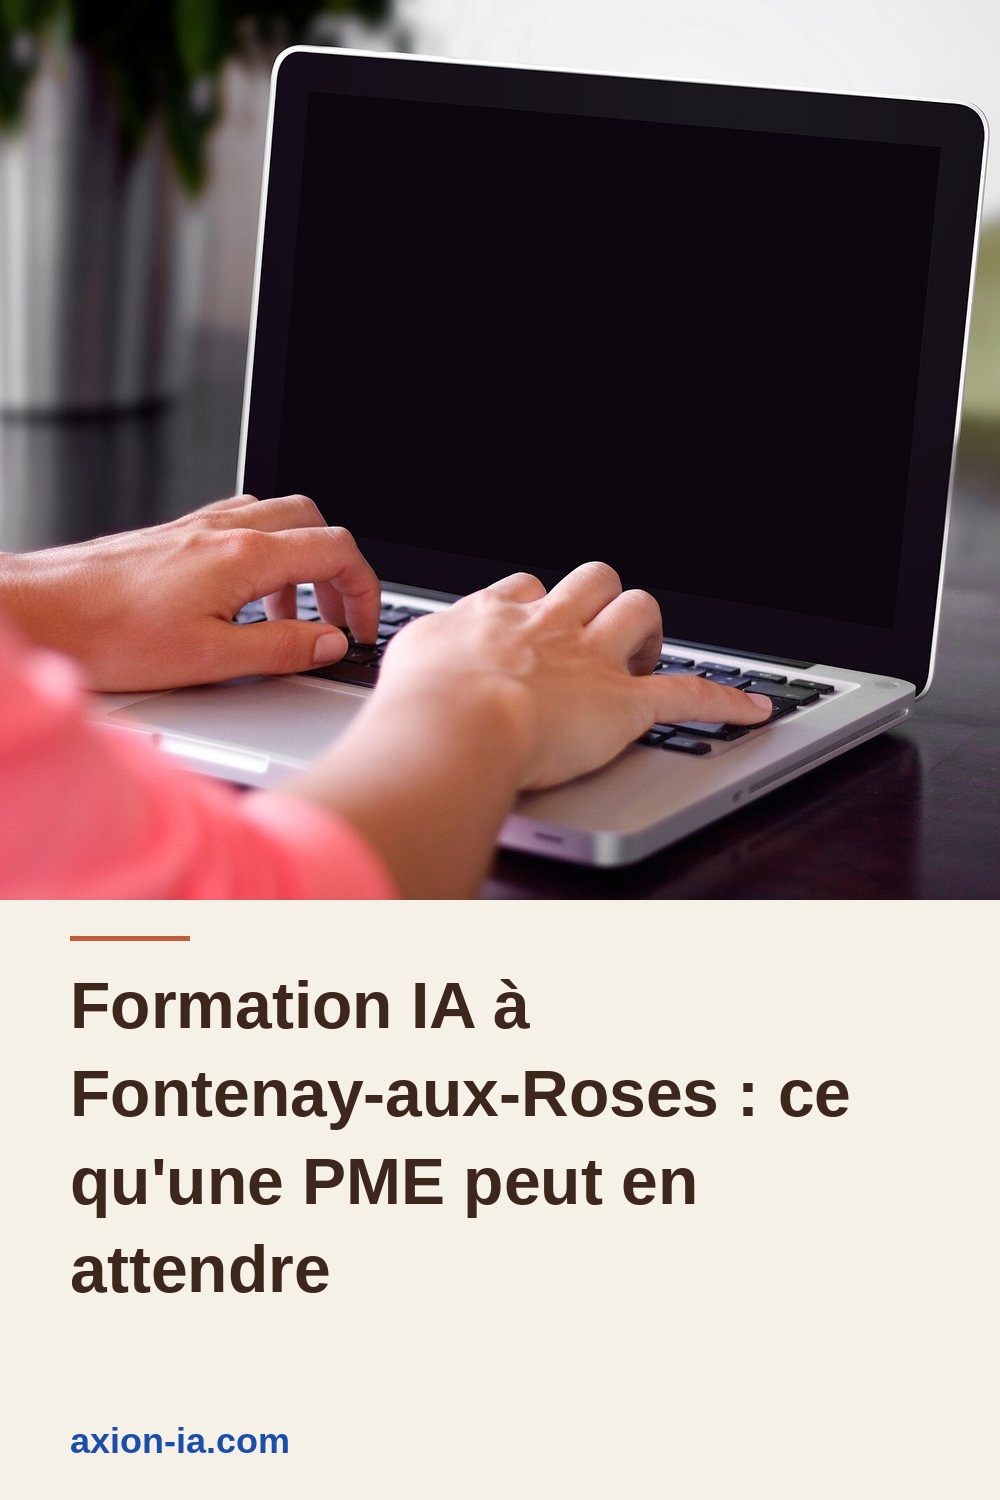 Formation IA à
Fontenay-aux-Roses : ce
qu'une PME peut en
attendre
axion-ia.com